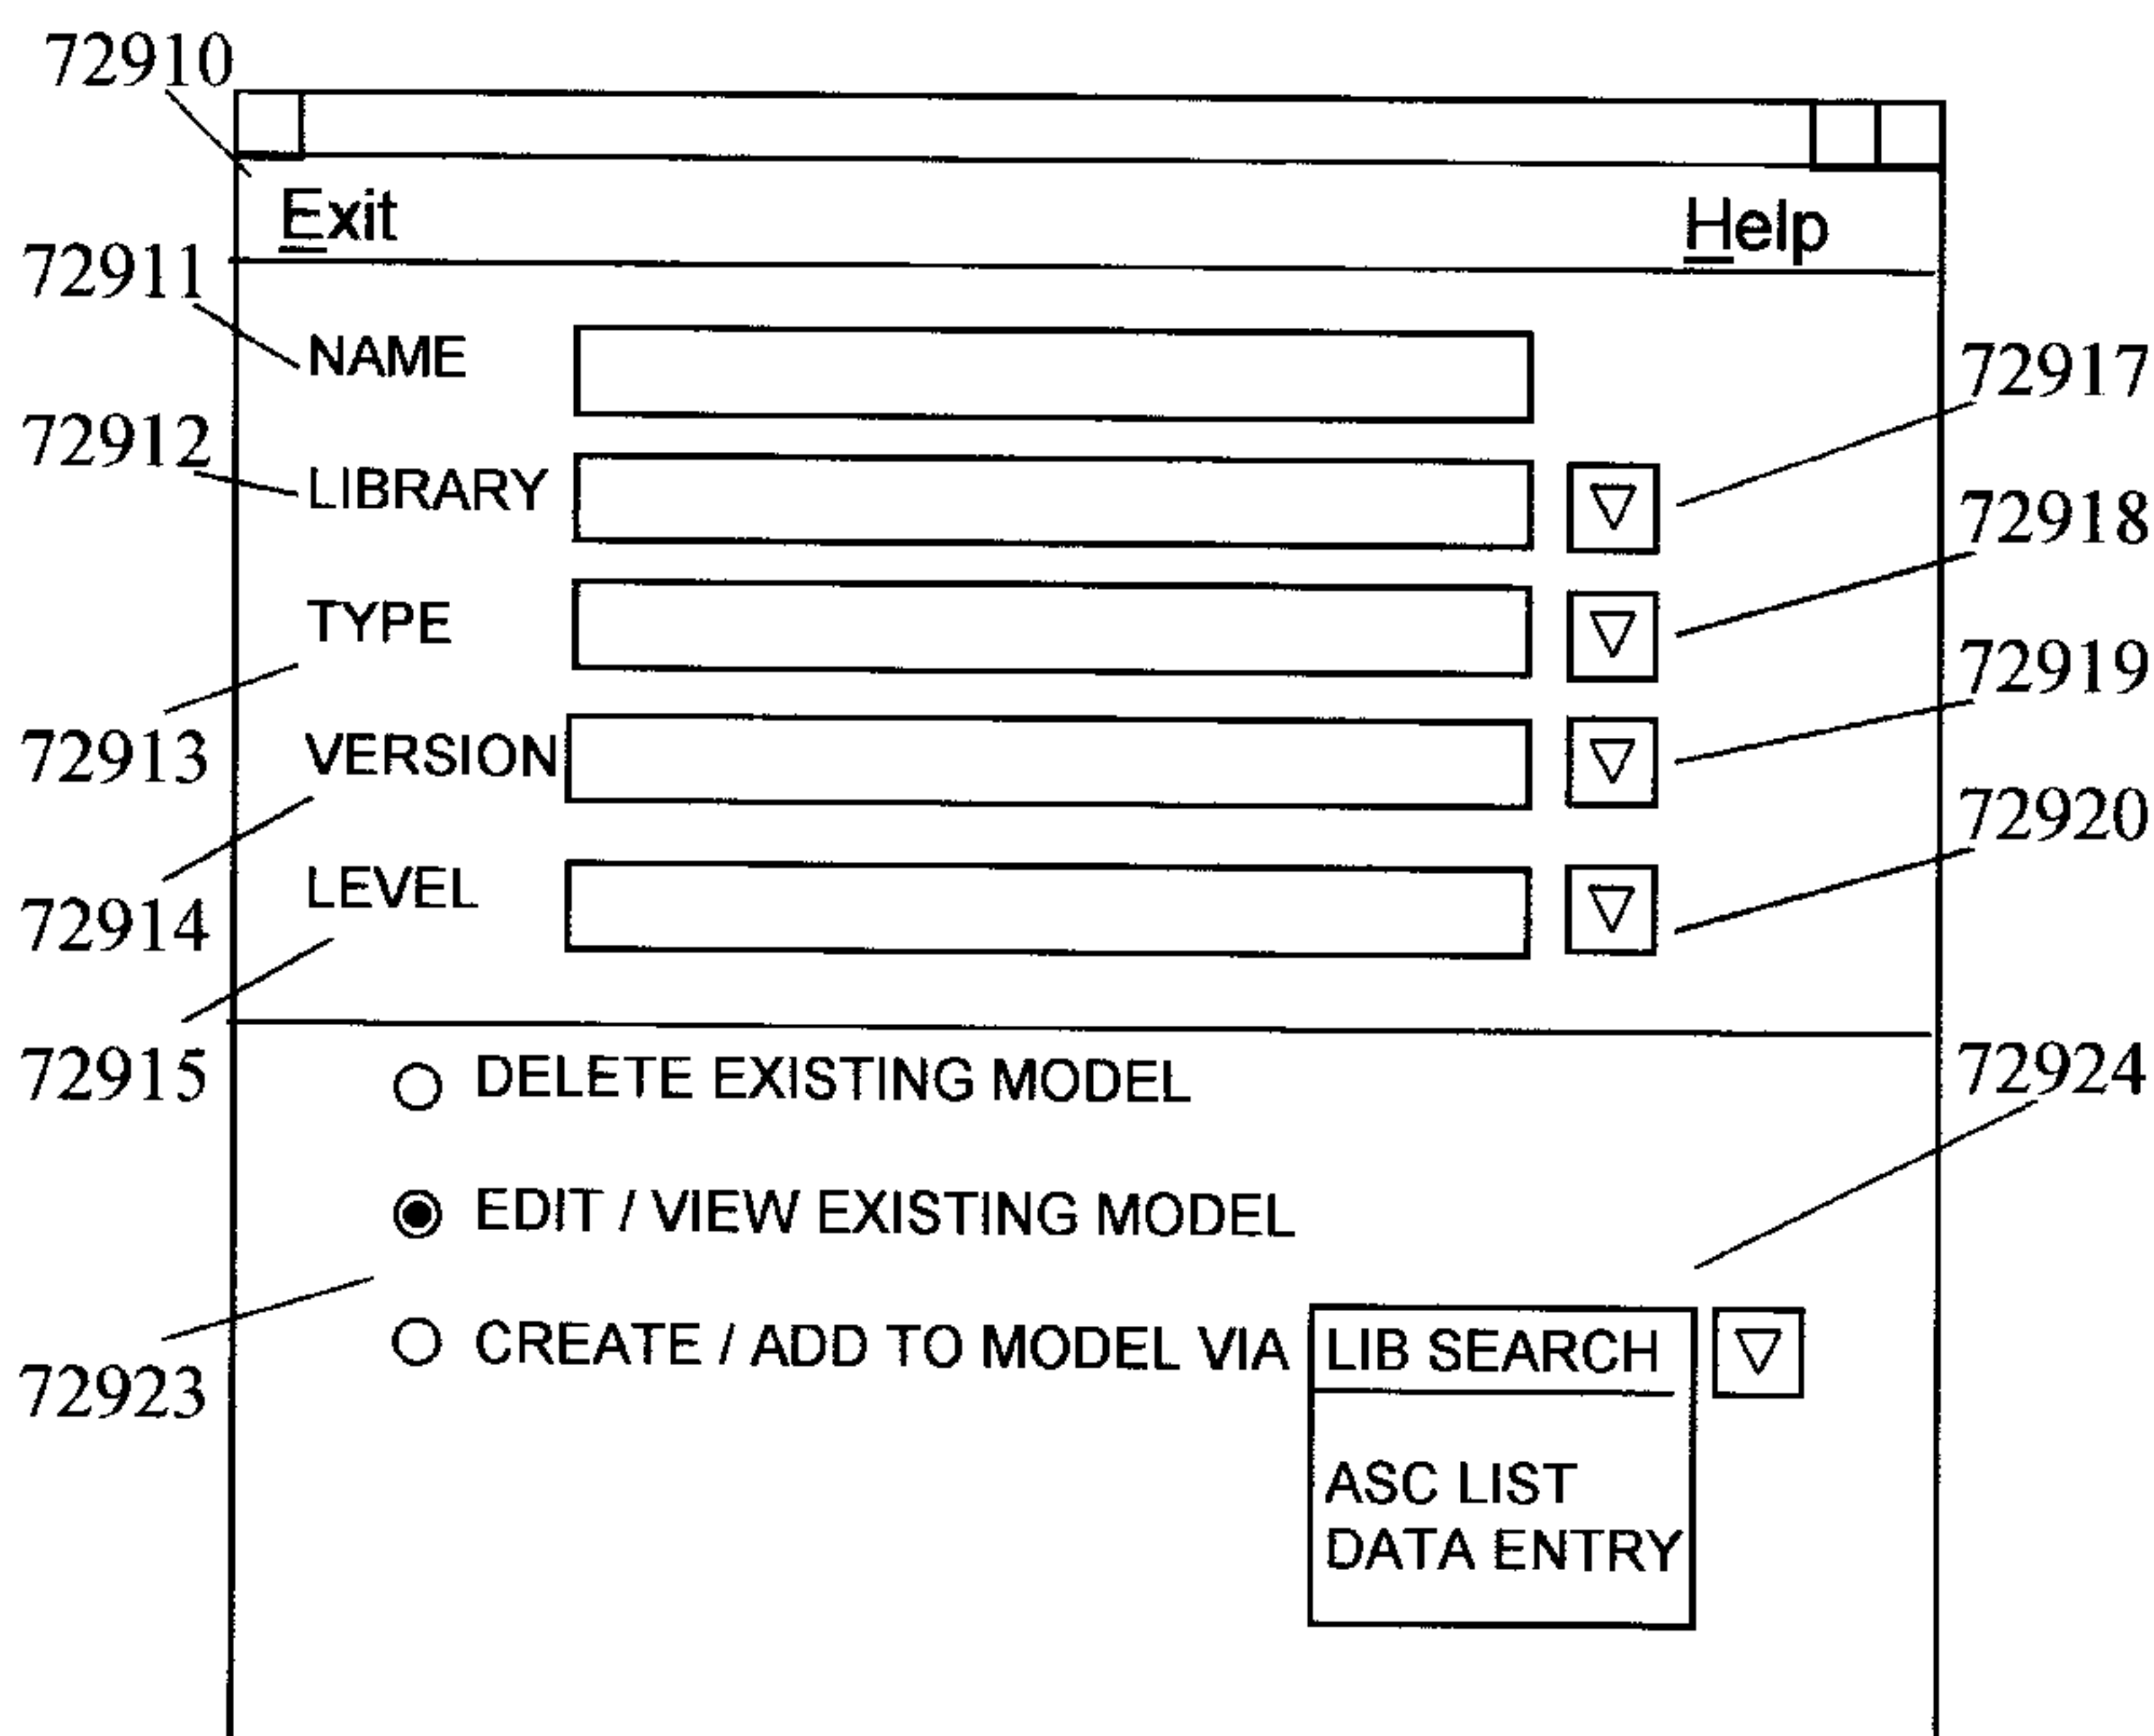 72910
Exit Help
72911
NAME
72917
72912
LIBRARY
72918
TYPE
72919
72913
VERSION
72920
72914
LEVEL
72915
DELETE EXISTING MODEL
72924
EDIT / VIEW EXISTING MODEL
72923
CREATE / ADD TO MODEL VIA LIB SEARCH
ASC LIST
DATA ENTRY